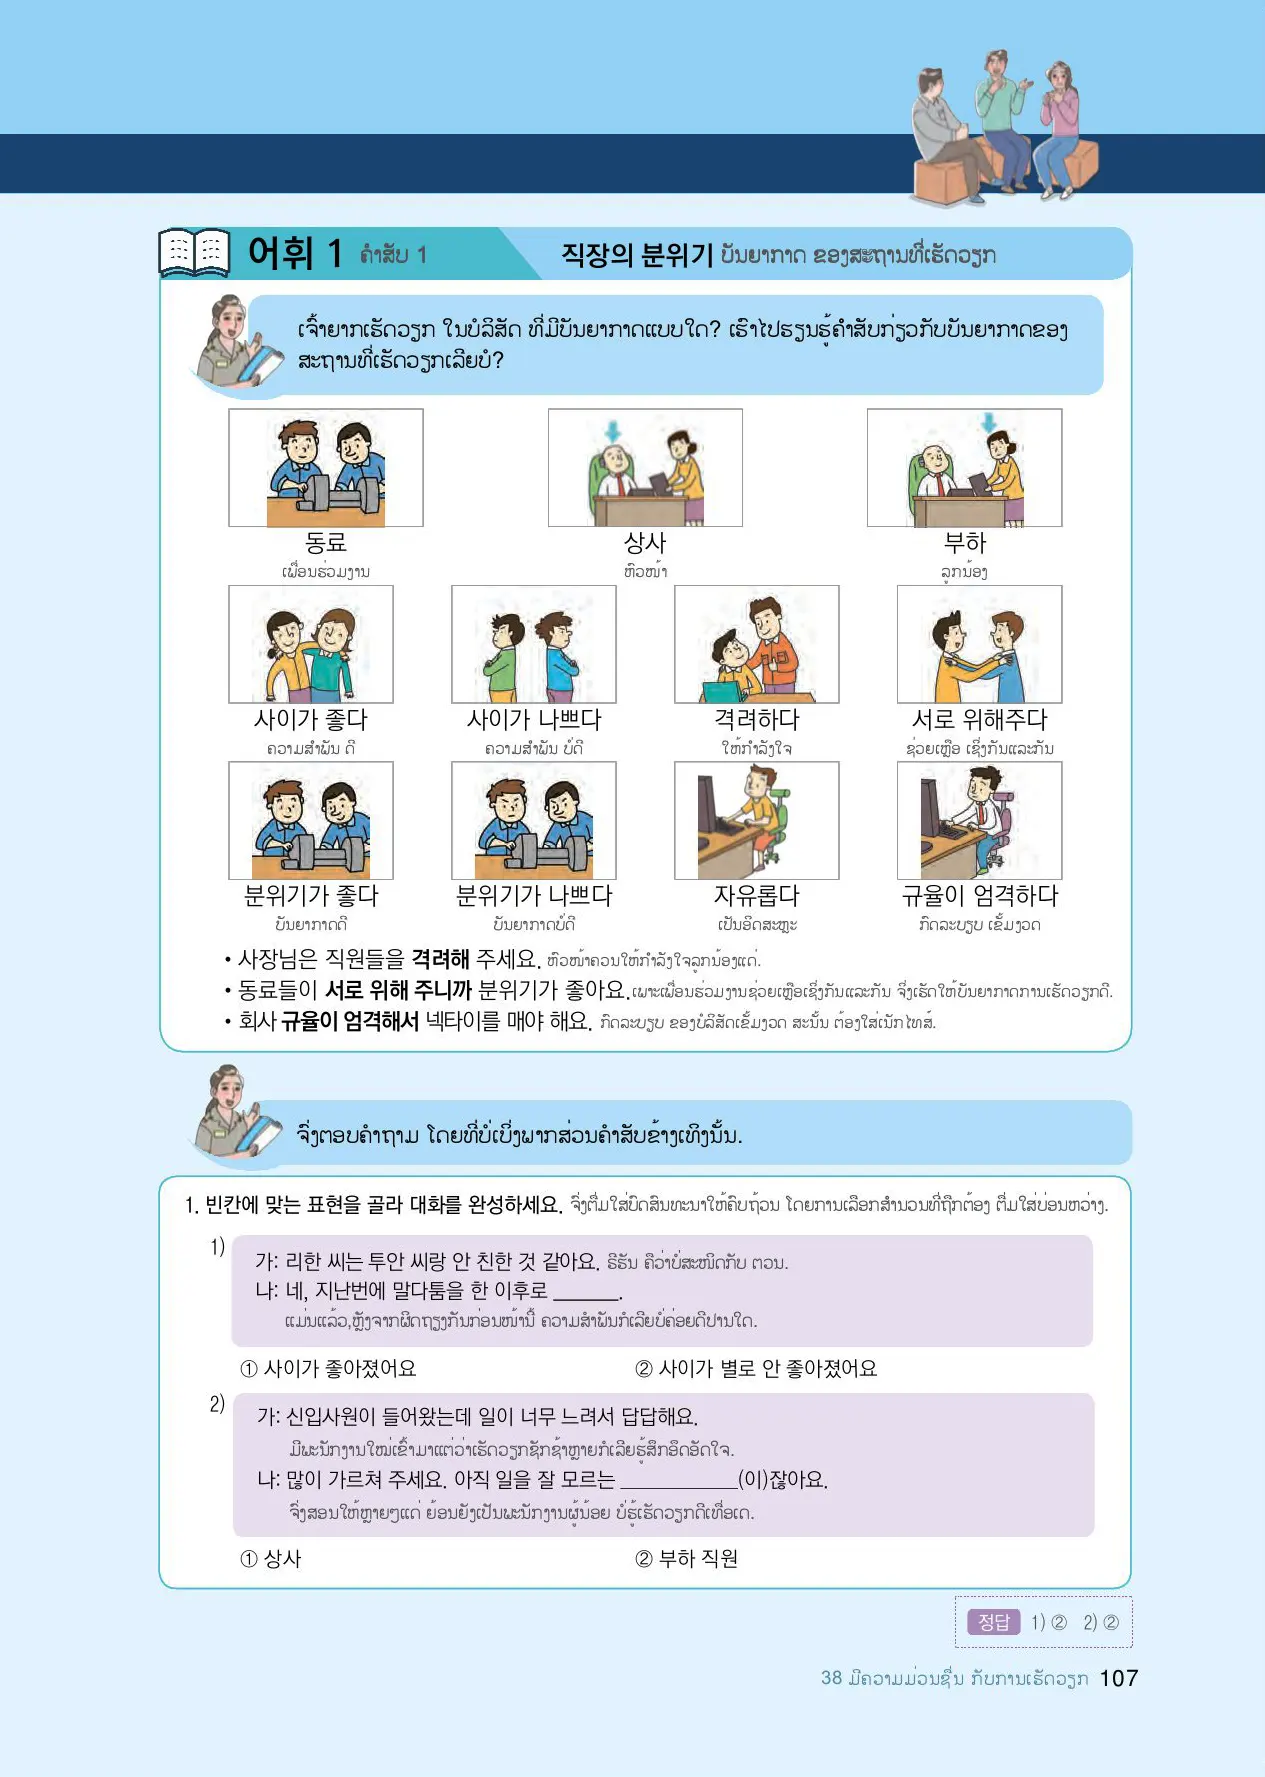 어휘 1 ຄຳສັບ 1 직장의 분위기 ບັນຍາກາດ ຂອງສະຖານທີ່ເຮັດວຽກ
ເຈົ້າຍາກເຮັດວຽກ ໃນບໍລິສັດ ທີ່ມີບັນຍາກາດແບບໃດ? ເຮົາໄປຮຽນຮູ້ຄຳສັບກ່ຽວກັບບັນຍາກາດຂອງ
ສະຖານທີ່ເຮັດວຽກເລີຍບໍ?
동료 상사 부하
ເພື່ອນຮ່ວມງານ ຫົວໜ້າ ລູກນ້ອງ
사이가 좋다 사이가 나쁘다 격려하다 서로 위해주다
ຄວາມສຳພັນ ດີ ຄວາມສຳພັນ ບໍ່ດີ ໃຫ້ກຳລັງໃຈ ຊ່ວຍເຫຼືອ ເຊິ່ງກັນແລະກັນ
분위기가 좋다 분위기가 나쁘다 자유롭다 규율이 엄격하다
ບັນຍາກາດດີ ບັນຍາກາດບໍ່ດີ ເປັນອິດສະຫຼະ ກົດລະບຽບ ເຂັ້ມງວດ
• 사장님은 직원들을 격려해 주세요. ຫົວໜ້າຄວນໃຫ້ກຳລັງໃຈລູກນ້ອງແດ່.
• 동료들이 서로 위해 주니까 분위기가 좋아요. ເພາະເພື່ອນຮ່ວມງານຊ່ວຍເຫຼືອເຊິ່ງກັນແລະກັນ ຈຶ່ງເຮັດໃຫ້ບັນຍາກາດການເຮັດວຽກດີ.
• 회사 규율이 엄격해서 넥타이를 매야 해요. ກົດລະບຽບ ຂອງບໍລິສັດເຂັ້ມງວດ ສະນັ້ນ ຕ້ອງໃສ່ເນັກໄທສ໌.
ຈົ່ງຕອບຄຳຖາມ ໂດຍທີ່ບໍ່ເບິ່ງພາກສ່ວນຄຳສັບຂ້າງເທິງນັ້ນ.
1. 빈칸에 맞는 표현을 골라 대화를 완성하세요. ຈົ່ງຕື່ມໃສ່ບົດສົນທະນາໃຫ້ຄົບຖ້ວນ ໂດຍການເລືອກສຳນວນທີ່ຖືກຕ້ອງ ຕື່ມໃສ່ບ່ອນຫວ່າງ.
1) 가: 리한 씨는 투안 씨랑 안 친한 것 같아요. ຣີຮັນ ຄືວ່າບໍ່ສະໜິດກັບ ຕວນ.
나: 네, 지난번에 말다툼을 한 이후로 ______.
ແມ່ນແລ້ວ,ຫຼັງຈາກຜິດຖຽງກັນກ່ອນໜ້ານີ້ ຄວາມສຳພັນກໍເລີຍບໍ່ຄ່ອຍດີປານໃດ.
① 사이가 좋아졌어요 ② 사이가 별로 안 좋아졌어요
2) 가: 신입사원이 들어왔는데 일이 너무 느려서 답답해요.
ມີພະນັກງານໃໝ່ເຂົ້າມາແຕ່ວ່າເຮັດວຽກຊັກຊ້າຫຼາຍກໍເລີຍຮູ້ສຶກອຶດອັດໃຈ.
나: 많이 가르쳐 주세요. 아직 일을 잘 모르는 ___________(이)잖아요.
ຈົ່ງສອນໃຫ້ຫຼາຍໆແດ່ ຍ້ອນຍັງເປັນພະນັກງານຜູ້ນ້ອຍ ບໍ່ຮູ້ເຮັດວຽກດີເທື່ອເດ.
① 상사 ② 부하 직원
정답 1) ② 2) ②
38 ມີຄວາມມ່ວນຊື່ນ ກັບການເຮັດວຽກ 107